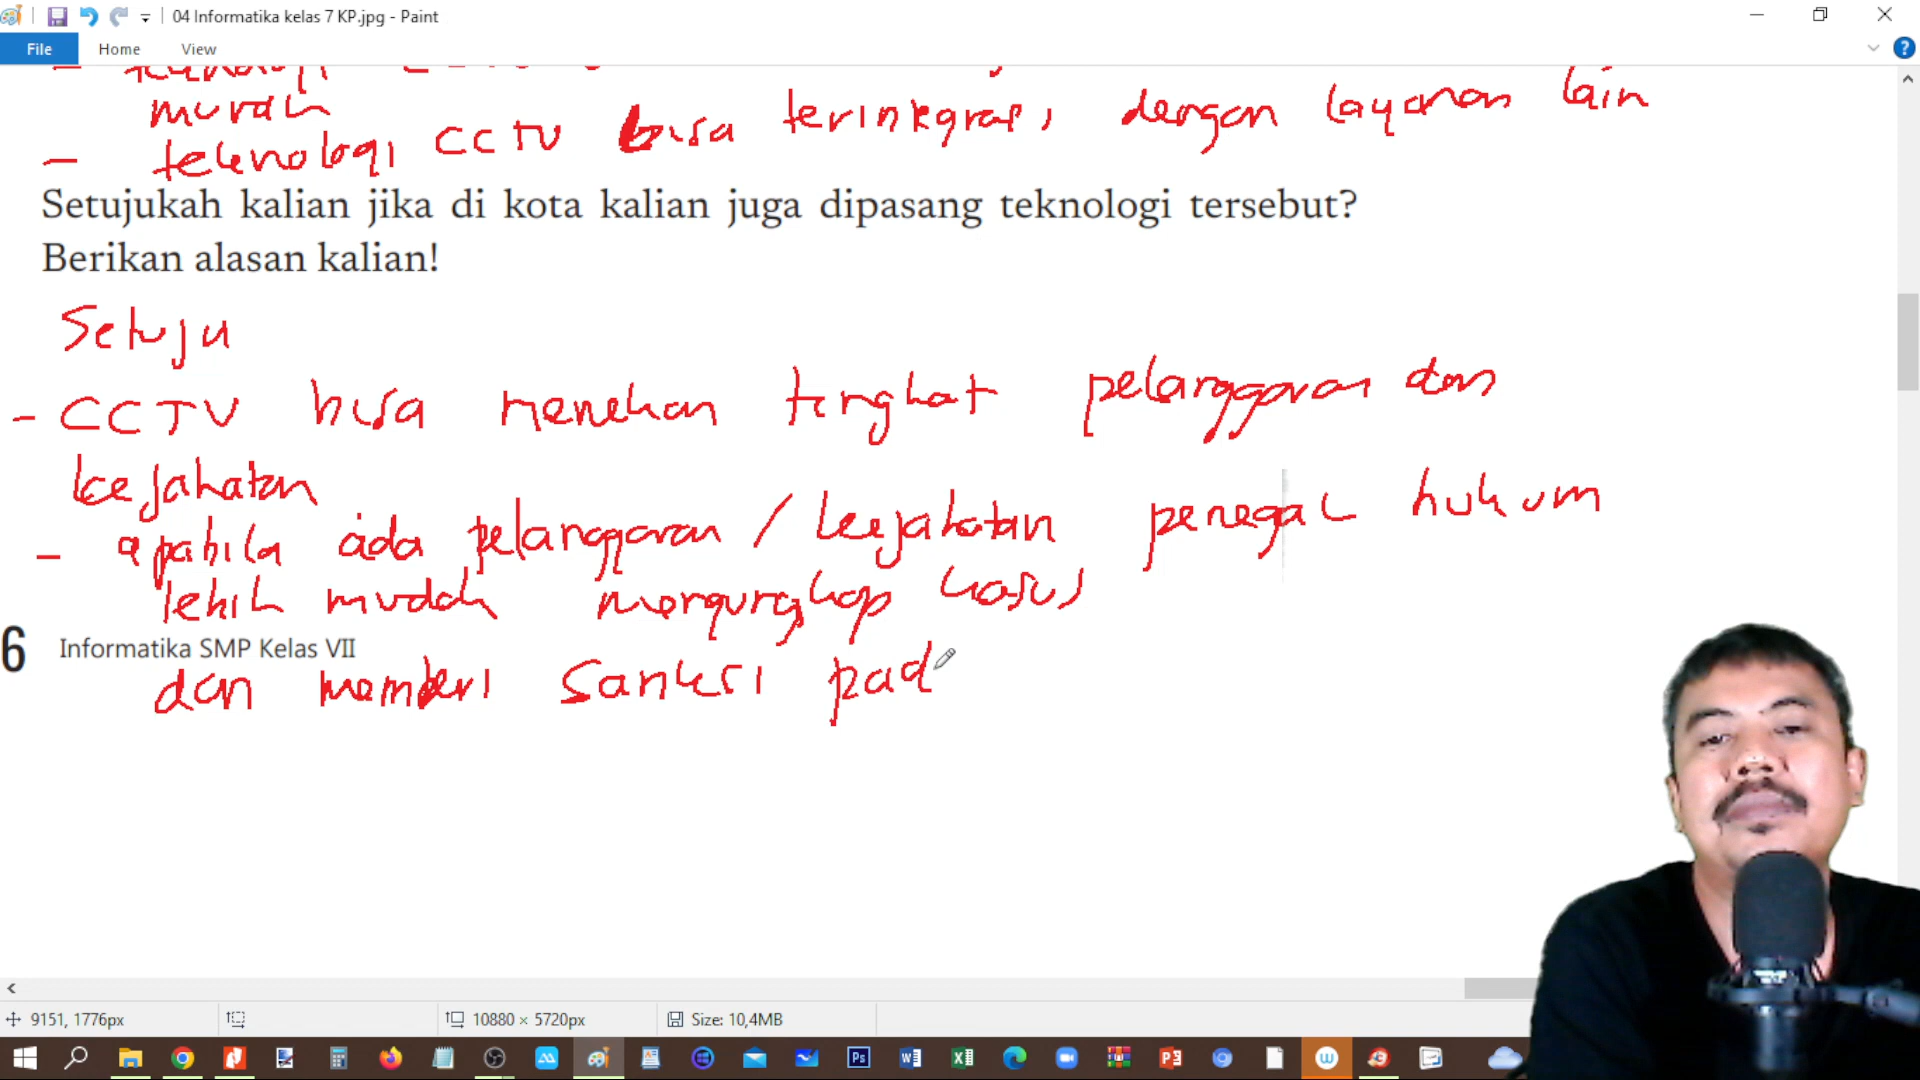 04 Informatika kelas 7 KP.jpg - Paint
File Home View
- teknologi CCTV
murah
- teknologi CCTV bisa terintegrasi dengan layanan lain
Setujukah kalian jika di kota kalian juga dipasang teknologi tersebut?
Berikan alasan kalian!
Setuju
- CCTV bisa menekan tingkat pelanggaran dan
kejahatan
- apabila ada pelanggaran / kejahatan penegak hukum
lebih mudah mengungkap kasus
6 Informatika SMP Kelas VII
dan memberi sanksi pad
9151, 1776px 10880 × 5720px Size: 10,4MB